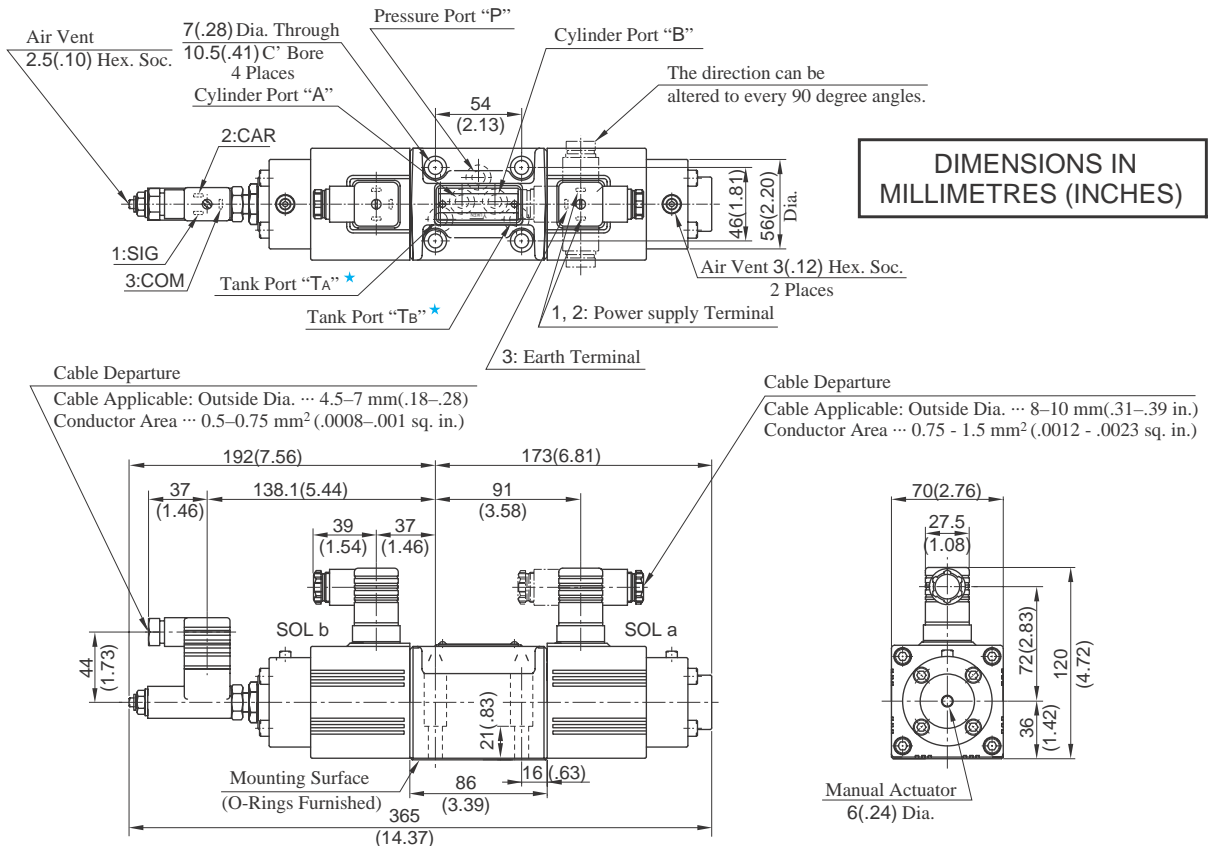 Pressure Port “P”
Air Vent
2.5(.10) Hex. Soc.
7(.28) Dia. Through
10.5(.41) C’ Bore
4 Places
Cylinder Port “B”
Cylinder Port “A”
The direction can be
altered to every 90 degree angles.
54
(2.13)
2:CAR
DIMENSIONS IN
MILLIMETRES (INCHES)
46(1.81)
56(2.20)
Dia.
1:SIG
3:COM
Tank Port “TA” ★
Tank Port “TB” ★
Air Vent 3(.12) Hex. Soc.
2 Places
1, 2: Power supply Terminal
3: Earth Terminal
Cable Departure
Cable Applicable: Outside Dia. ··· 4.5–7 mm(.18–.28)
Conductor Area ··· 0.5–0.75 mm² (.0008–.001 sq. in.)
Cable Departure
Cable Applicable: Outside Dia. ··· 8–10 mm(.31–.39 in.)
Conductor Area ··· 0.75 - 1.5 mm² (.0012 - .0023 sq. in.)
192(7.56)
173(6.81)
37
(1.46)
138.1(5.44)
91
(3.58)
39
(1.54)
37
(1.46)
70(2.76)
27.5
(1.08)
SOL b
SOL a
44
(1.73)
72(2.83)
120
(4.72)
36
(1.42)
21(.83)
16 (.63)
Mounting Surface
(O-Rings Furnished)
86
(3.39)
365
(14.37)
Manual Actuator
6(.24) Dia.